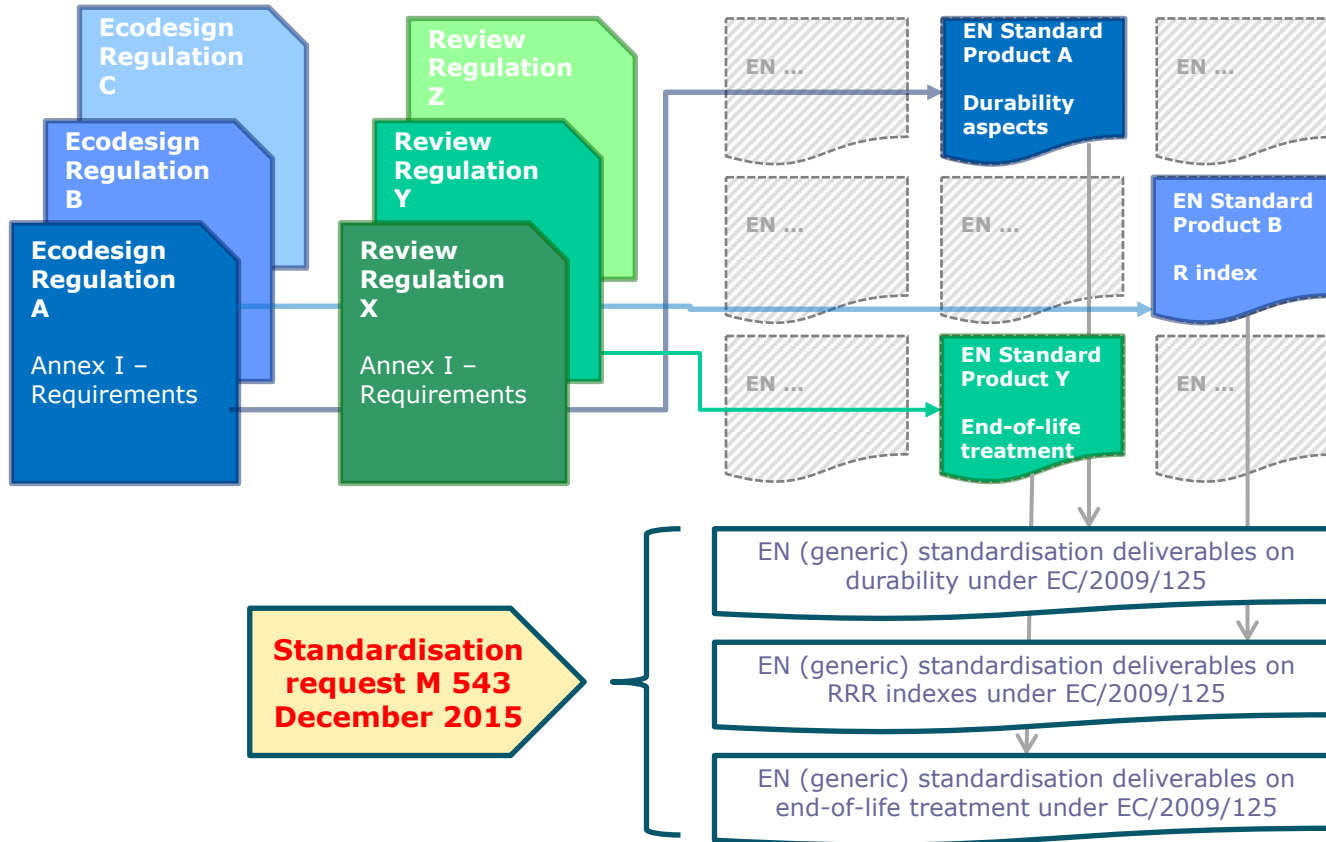 Ecodesign
Regulation
C
Ecodesign
Regulation
B
Ecodesign
Regulation
A
Annex I –
Requirements
Review
Regulation
Z
Review
Regulation
Y
Review
Regulation
X
Annex I –
Requirements
EN ...
EN Standard
Product A
Durability
aspects
EN ...
EN ...
EN ...
EN Standard
Product B
R index
EN ...
EN Standard
Product Y
End-of-life
treatment
EN ...
Standardisation
request M 543
December 2015
EN (generic) standardisation deliverables on
durability under EC/2009/125
EN (generic) standardisation deliverables on
RRR indexes under EC/2009/125
EN (generic) standardisation deliverables on
end-of-life treatment under EC/2009/125